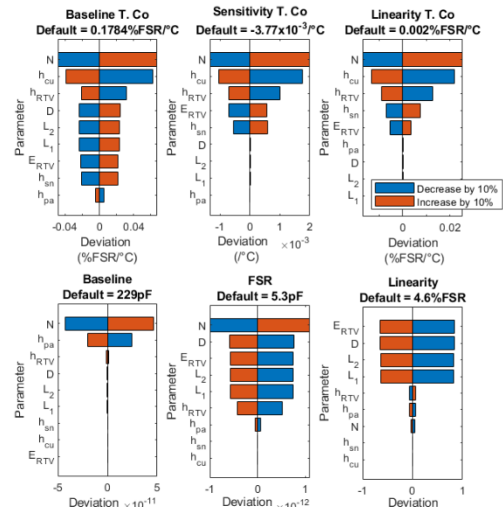 Baseline T. Co
Default = 0.1784%FSR/°C
Parameter
N
h_cu
h_RTV
D
L_2
L_1
E_RTV
h_sn
h_pa
-0.04 0 0.04
Deviation
(%FSR/°C)
Sensitivity T. Co
Default = -3.77x10^-3/°C
Parameter
N
h_cu
h_RTV
E_RTV
h_sn
D
L_2
L_1
h_pa
-1 0 1 2
Deviation ×10^-3
(/°C)
Linearity T. Co
Default = 0.002%FSR/°C
Parameter
N
h_cu
h_RTV
h_sn
E_RTV
h_pa
D
L_2
L_1
Decrease by 10%
Increase by 10%
0 0.02
Deviation
(%FSR/°C)
Baseline
Default = 229pF
Parameter
N
h_pa
h_RTV
D
L_2
L_1
h_sn
h_cu
E_RTV
-5 0 5
Deviation ×10^-11
FSR
Default = 5.3pF
Parameter
N
D
E_RTV
L_2
L_1
h_RTV
h_pa
h_sn
h_cu
-1 0 1
Deviation ×10^-12
Linearity
Default = 4.6%FSR
Parameter
E_RTV
D
L_2
L_1
h_RTV
h_pa
N
h_sn
h_cu
-1 0 1
Deviation